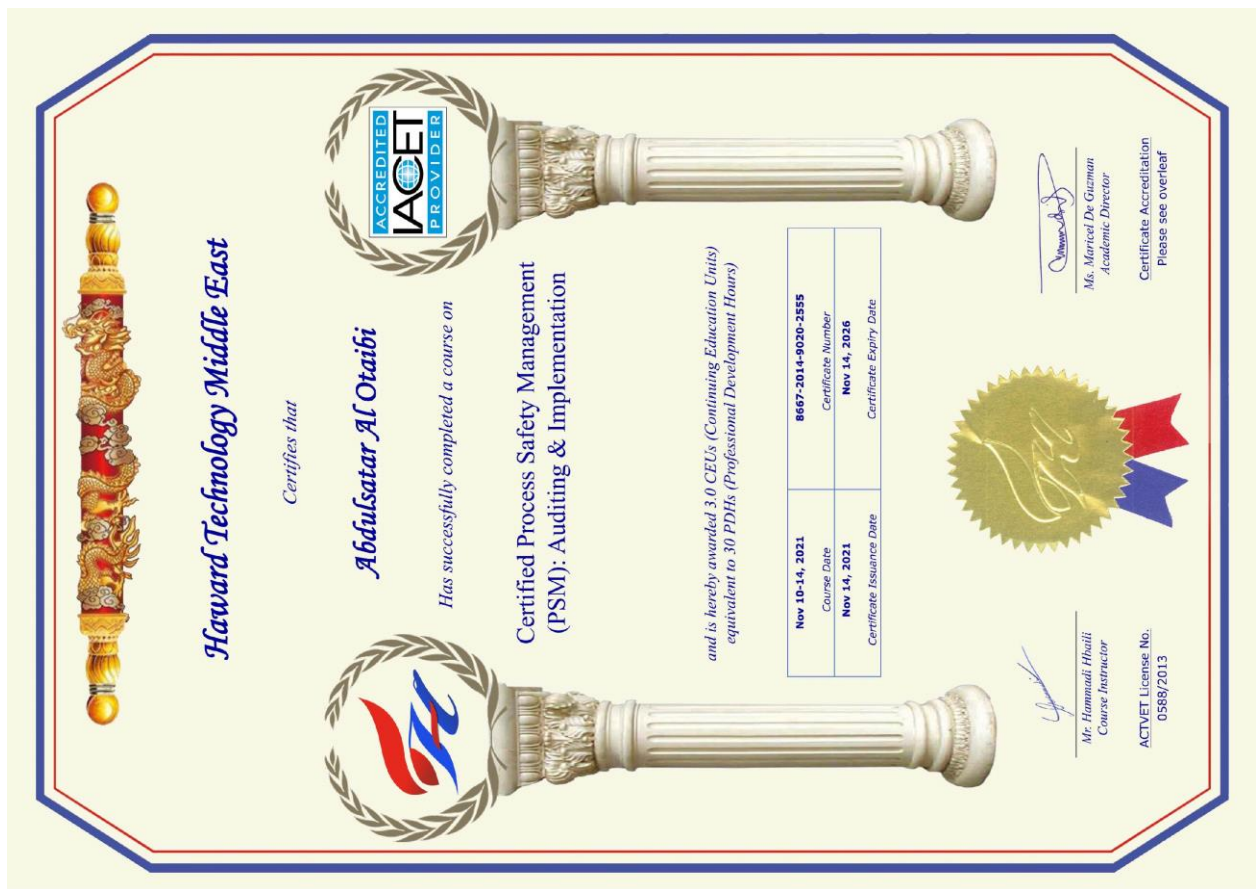 Haward Technology Middle East
Certifies that
Abdulsatar Al Otaibi
Has successfully completed a course on
Certified Process Safety Management
(PSM): Auditing & Implementation
ACCREDITED
IACET
PROVIDER
and is hereby awarded 3.0 CEUs (Continuing Education Units)
equivalent to 30 PDHs (Professional Development Hours)
Nov 10-14, 2021
Course Date
8667-2014-9020-2555
Certificate Number
Nov 14, 2021
Certificate Issuance Date
Nov 14, 2026
Certificate Expiry Date
Mr. Hammadi Hhaili
Course Instructor
ACTVET License No.
0588/2013
Ms. Maricel De Guzman
Academic Director
Certificate Accreditation
Please see overleaf